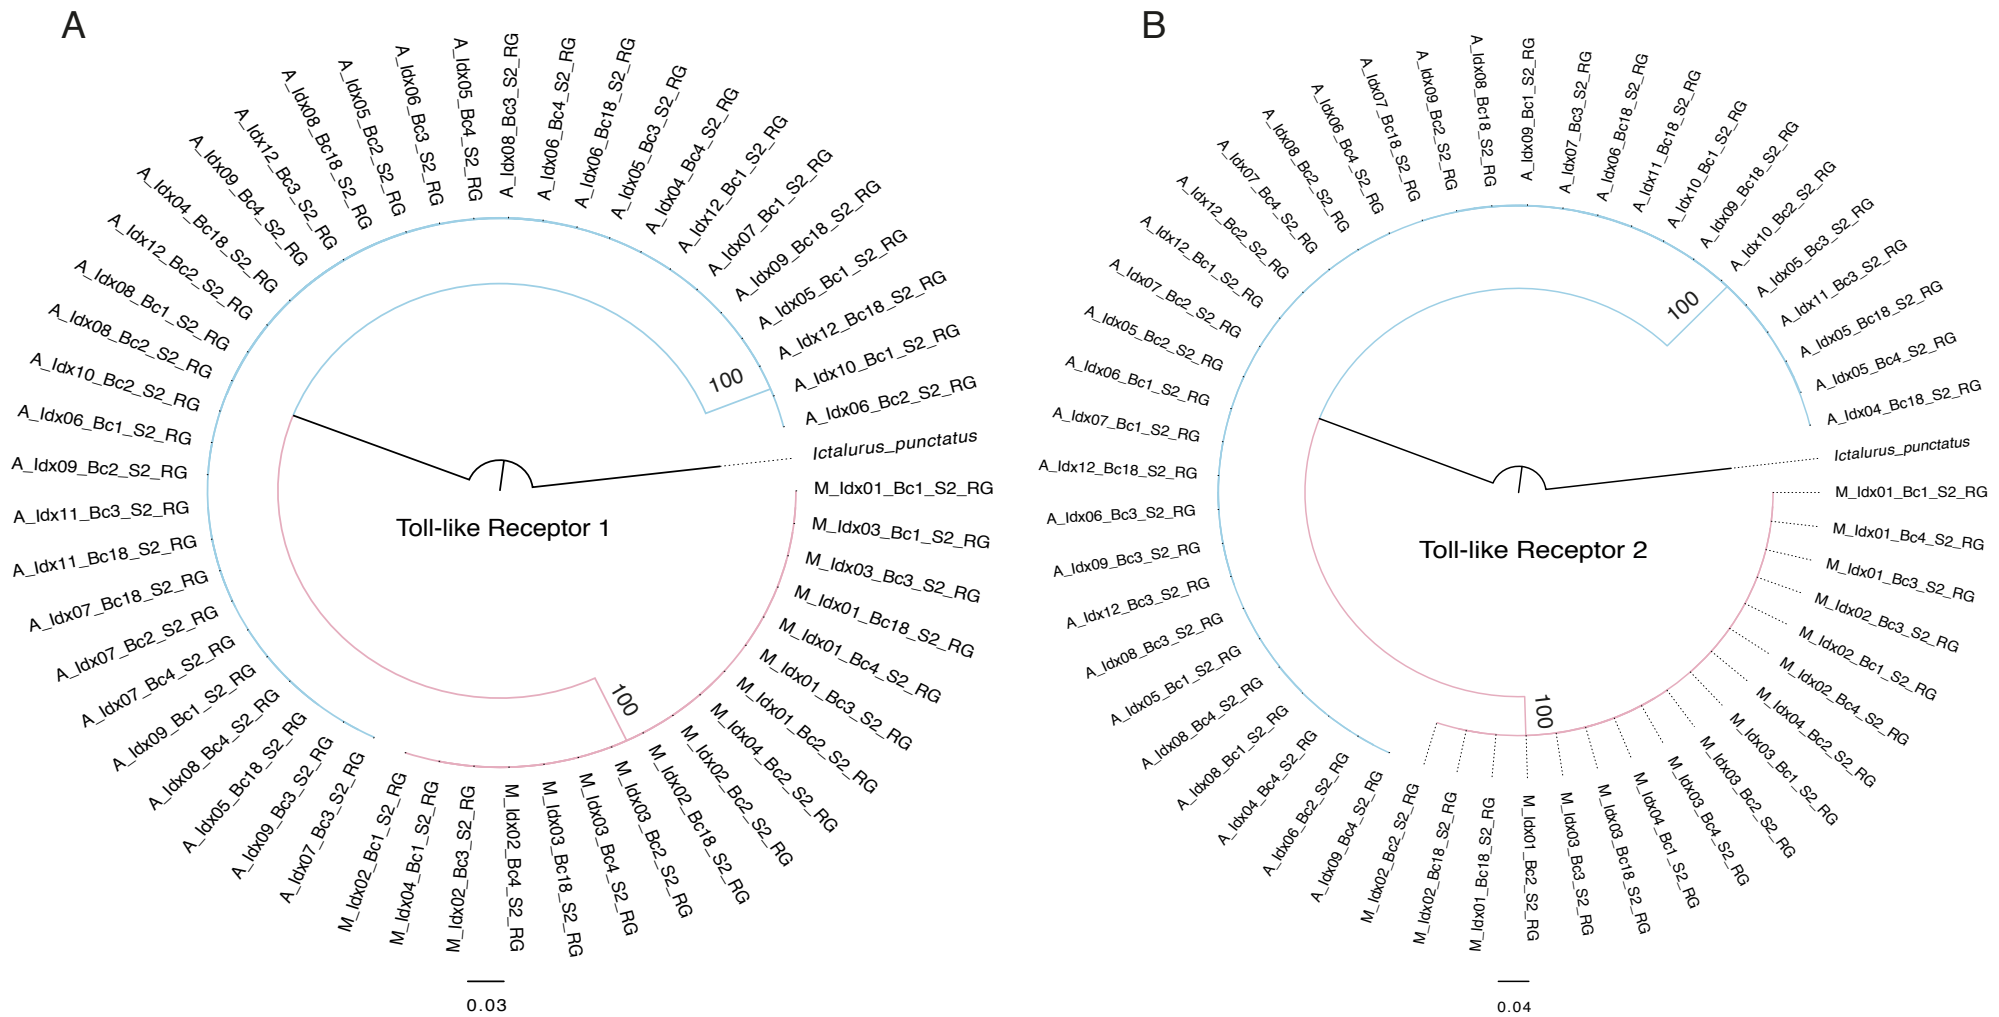 A
A_Idx08_Bc3_S2_RG
A_Idx06_Bc4_S2_RG
A_Idx06_Bc18_S2_RG
A_Idx05_Bc3_S2_RG
A_Idx04_Bc4_S2_RG
A_Idx12_Bc1_S2_RG
A_Idx07_Bc1_S2_RG
A_Idx09_Bc18_S2_RG
A_Idx05_Bc1_S2_RG
A_Idx12_Bc18_S2_RG
A_Idx10_Bc1_S2_RG
A_Idx06_Bc2_S2_RG
Ictalurus_punctatus
M_Idx01_Bc1_S2_RG
M_Idx03_Bc1_S2_RG
M_Idx03_Bc3_S2_RG
M_Idx01_Bc18_S2_RG
M_Idx01_Bc4_S2_RG
M_Idx01_Bc3_S2_RG
M_Idx01_Bc2_S2_RG
M_Idx04_Bc2_S2_RG
M_Idx02_Bc2_S2_RG
M_Idx02_Bc18_S2_RG
M_Idx03_Bc2_S2_RG
M_Idx03_Bc4_S2_RG
M_Idx03_Bc18_S2_RG
M_Idx02_Bc4_S2_RG
M_Idx02_Bc3_S2_RG
M_Idx04_Bc1_S2_RG
M_Idx02_Bc1_S2_RG
A_Idx07_Bc3_S2_RG
A_Idx09_Bc3_S2_RG
A_Idx05_Bc18_S2_RG
A_Idx08_Bc4_S2_RG
A_Idx09_Bc1_S2_RG
A_Idx07_Bc4_S2_RG
A_Idx07_Bc2_S2_RG
A_Idx07_Bc18_S2_RG
A_Idx11_Bc18_S2_RG
A_Idx11_Bc3_S2_RG
A_Idx09_Bc2_S2_RG
A_Idx06_Bc1_S2_RG
A_Idx10_Bc2_S2_RG
A_Idx08_Bc2_S2_RG
A_Idx08_Bc1_S2_RG
A_Idx12_Bc2_S2_RG
A_Idx04_Bc18_S2_RG
A_Idx09_Bc4_S2_RG
A_Idx12_Bc3_S2_RG
A_Idx08_Bc18_S2_RG
A_Idx05_Bc2_S2_RG
A_Idx06_Bc3_S2_RG
A_Idx05_Bc4_S2_RG
100
Toll-like Receptor 1
100
0.03
B
A_Idx09_Bc1_S2_RG
A_Idx07_Bc3_S2_RG
A_Idx06_Bc18_S2_RG
A_Idx11_Bc18_S2_RG
A_Idx10_Bc1_S2_RG
A_Idx09_Bc18_S2_RG
A_Idx10_Bc2_S2_RG
A_Idx05_Bc3_S2_RG
A_Idx11_Bc3_S2_RG
A_Idx05_Bc18_S2_RG
A_Idx05_Bc4_S2_RG
A_Idx04_Bc18_S2_RG
Ictalurus_punctatus
M_Idx01_Bc1_S2_RG
M_Idx01_Bc4_S2_RG
M_Idx01_Bc3_S2_RG
M_Idx02_Bc3_S2_RG
M_Idx02_Bc1_S2_RG
M_Idx02_Bc4_S2_RG
M_Idx04_Bc2_S2_RG
M_Idx03_Bc1_S2_RG
M_Idx03_Bc2_S2_RG
M_Idx03_Bc4_S2_RG
M_Idx04_Bc1_S2_RG
M_Idx03_Bc18_S2_RG
M_Idx03_Bc3_S2_RG
M_Idx01_Bc2_S2_RG
M_Idx01_Bc18_S2_RG
M_Idx02_Bc18_S2_RG
M_Idx02_Bc2_S2_RG
A_Idx09_Bc4_S2_RG
A_Idx06_Bc2_S2_RG
A_Idx04_Bc4_S2_RG
A_Idx08_Bc1_S2_RG
A_Idx08_Bc4_S2_RG
A_Idx05_Bc1_S2_RG
A_Idx08_Bc3_S2_RG
A_Idx12_Bc3_S2_RG
A_Idx09_Bc3_S2_RG
A_Idx06_Bc3_S2_RG
A_Idx12_Bc18_S2_RG
A_Idx07_Bc1_S2_RG
A_Idx06_Bc1_S2_RG
A_Idx05_Bc2_S2_RG
A_Idx07_Bc2_S2_RG
A_Idx12_Bc1_S2_RG
A_Idx12_Bc2_S2_RG
A_Idx07_Bc4_S2_RG
A_Idx08_Bc2_S2_RG
A_Idx06_Bc4_S2_RG
A_Idx07_Bc18_S2_RG
A_Idx09_Bc2_S2_RG
A_Idx08_Bc18_S2_RG
100
Toll-like Receptor 2
100
0.04